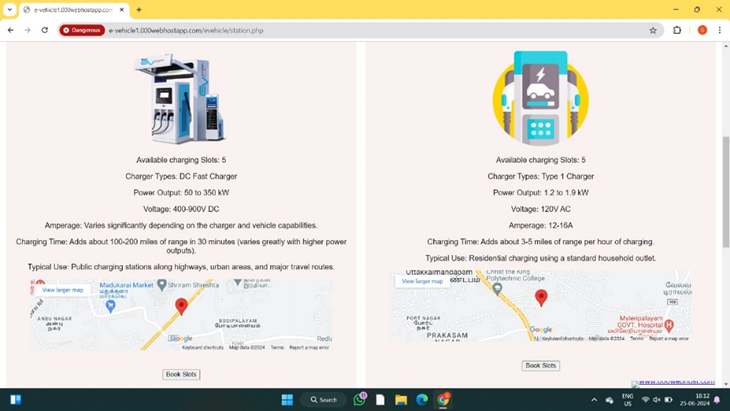 e-vehicle1.000webhostapp.com
Dangerous
e-vehicle1.000webhostapp.com/evehicle/station.php
Available charging Slots: 5
Charger Types: DC Fast Charger
Power Output: 50 to 350 kW
Voltage: 400-900V DC
Amperage: Varies significantly depending on the charger and vehicle capabilities.
Charging Time: Adds about 100-200 miles of range in 30 minutes (varies greatly with higher power
outputs).
Typical Use: Public charging stations along highways, urban areas, and major travel routes.
View larger map
Madukarai Market
Shriram Shreshta
ANBU NAGAR
BODIPALAYAM
போடிபாளையம்
Google
Keyboard shortcuts
Map data ©2024
Terms
Report a map error
Book Slots
Available charging Slots: 5
Charger Types: Type 1 Charger
Power Output: 1.2 to 1.9 kW
Voltage: 120V AC
Amperage: 12-16A
Charging Time: Adds about 3-5 miles of range per hour of charging.
Typical Use: Residential charging using a standard household outlet.
View larger map
Christ the King
Polytechnic College
PORT NAGAR
போர்ட்
நகர்
PRAKASAM
NAGAR
Myleripalayam
GOVT. Hospital
Google
Keyboard shortcuts
Map data ©2024
Terms
Report a map error
Book Slots
Search
ENG
US
18:12
25-06-2024